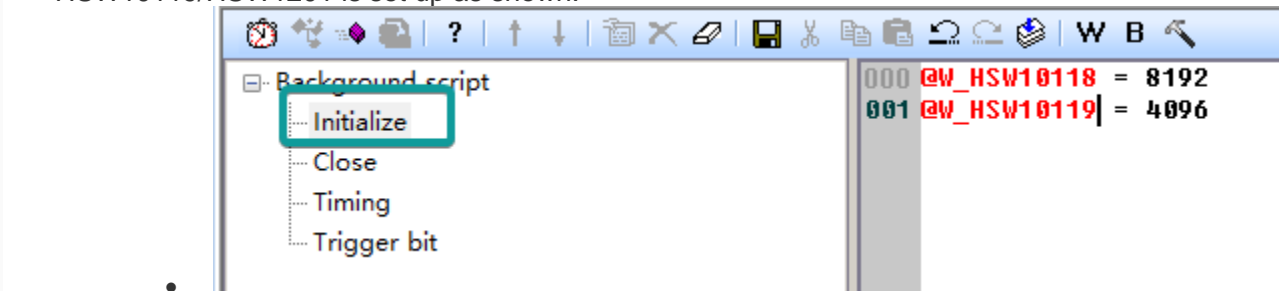 ? W B
Background script
Initialize
Close
Timing
Trigger bit
000 @W_HSW10118 = 8192
001 @W_HSW10119 = 4096